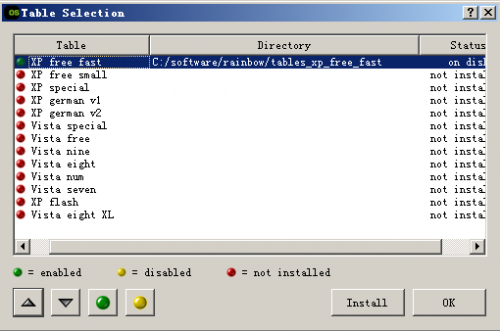 OS Table Selection
Table Directory Status
XP free fast C:/software/rainbow/tables_xp_free_fast on disk
XP free small not instal
XP special not instal
XP german v1 not instal
XP german v2 not instal
Vista special not instal
Vista free not instal
Vista nine not instal
Vista eight not instal
Vista num not instal
Vista seven not instal
XP flash not instal
Vista eight XL not instal
= enabled = disabled = not installed
Install OK